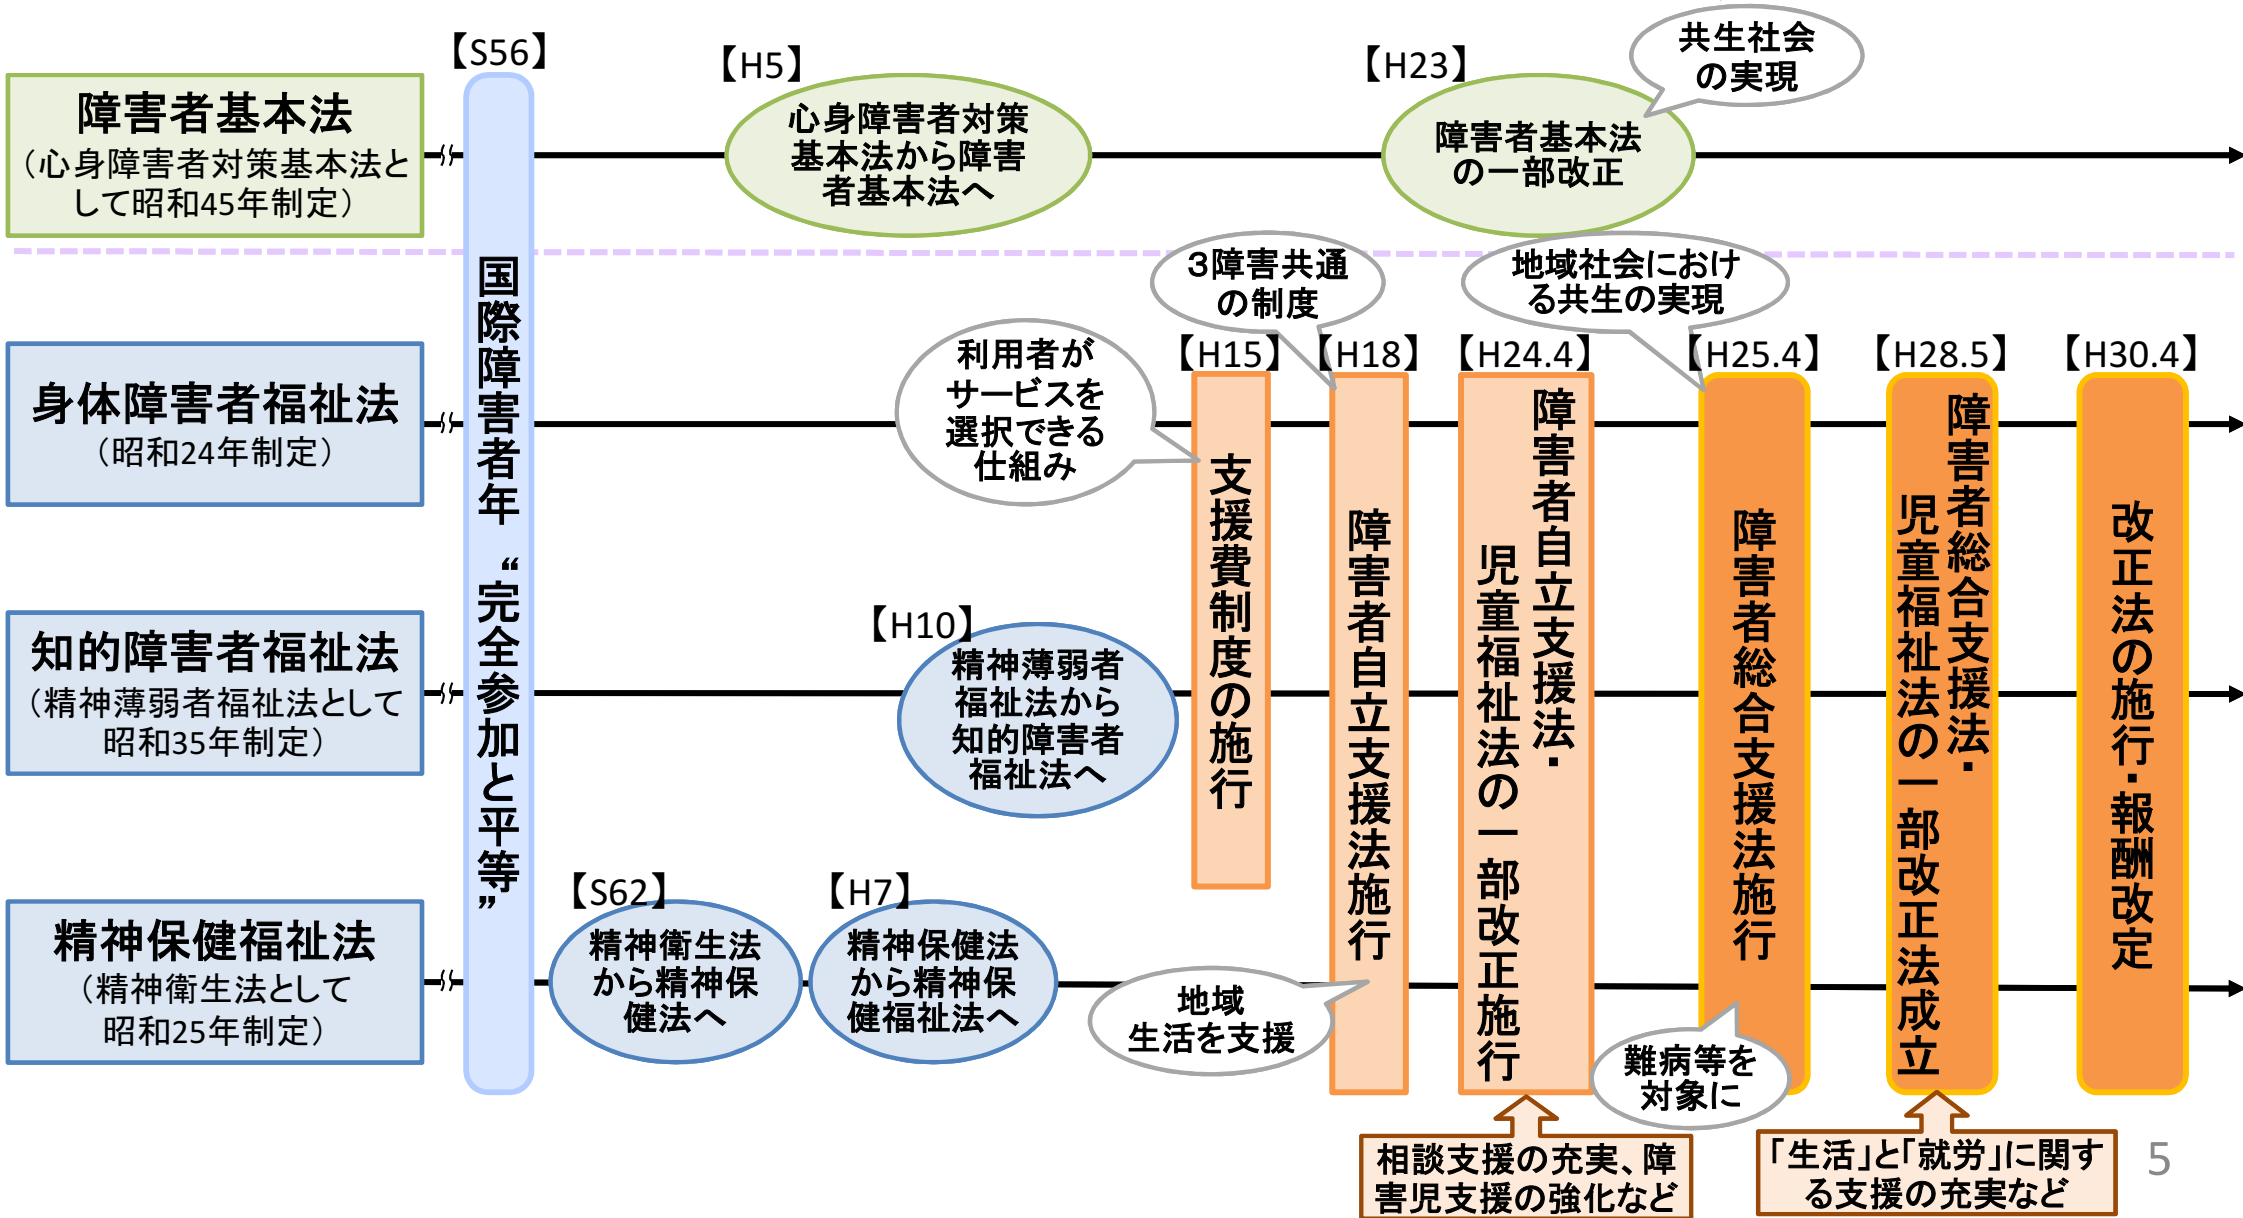 【S56】
【H5】
【H23】
共生社会
の実現
障害者基本法
（心身障害者対策基本法と
して昭和45年制定）
心身障害者対策
基本法から障害
者基本法へ
障害者基本法
の一部改正
国際障害者年 “完全参加と平等”
3障害共通
の制度
地域社会におけ
る共生の実現
利用者が
サービスを
選択できる
仕組み
【H15】
【H18】
【H24.4】
【H25.4】
【H28.5】
【H30.4】
身体障害者福祉法
（昭和24年制定）
支援費制度の施行
障害者自立支援法施行
障害者自立支援法・
児童福祉法の一部改正施行
障害者総合支援法施行
障害者総合支援法・
児童福祉法の一部改正法成立
改正法の施行・報酬改定
知的障害者福祉法
（精神薄弱者福祉法として
昭和35年制定）
【H10】
精神薄弱者
福祉法から
知的障害者
福祉法へ
精神保健福祉法
（精神衛生法として
昭和25年制定）
【S62】
精神衛生法
から精神保
健法へ
【H7】
精神保健法
から精神保
健福祉法へ
地域
生活を支援
難病等を
対象に
相談支援の充実、障
害児支援の強化など
「生活」と「就労」に関す
る支援の充実など
5